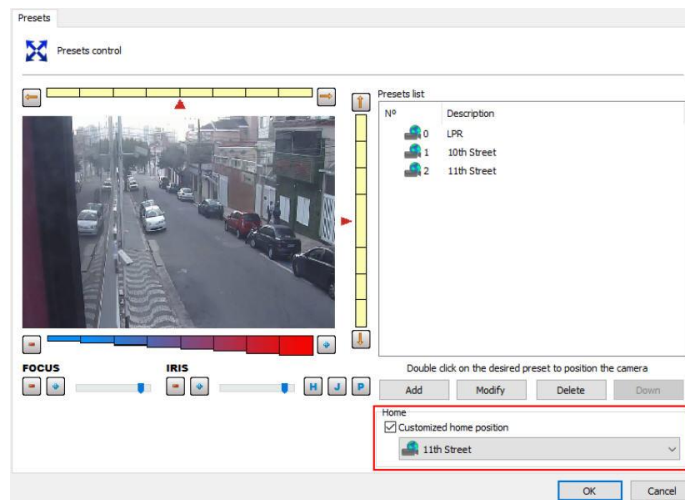 Presets
Presets control
Presets list
Nº Description
0 LPR
1 10th Street
2 11th Street
FOCUS IRIS
H J P
Double click on the desired preset to position the camera
Add Modify Delete Down
Home
Customized home position
11th Street
OK Cancel